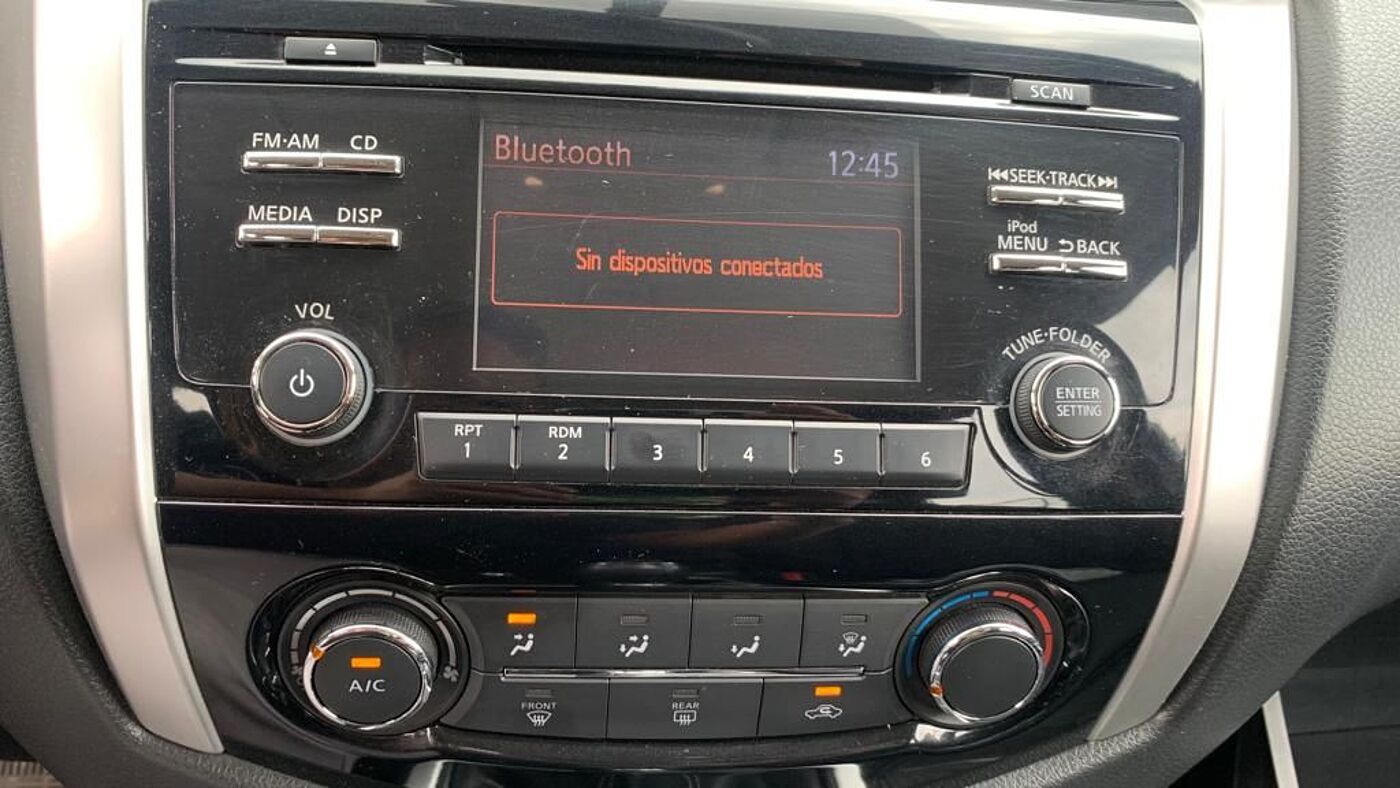 SCAN
FM·AM CD
Bluetooth 12:45
SEEK·TRACK
MEDIA DISP
iPod
MENU BACK
Sin dispositivos conectados
VOL
TUNE·FOLDER
ENTER
SETTING
RPT RDM
1 2 3 4 5 6
A/C
FRONT REAR